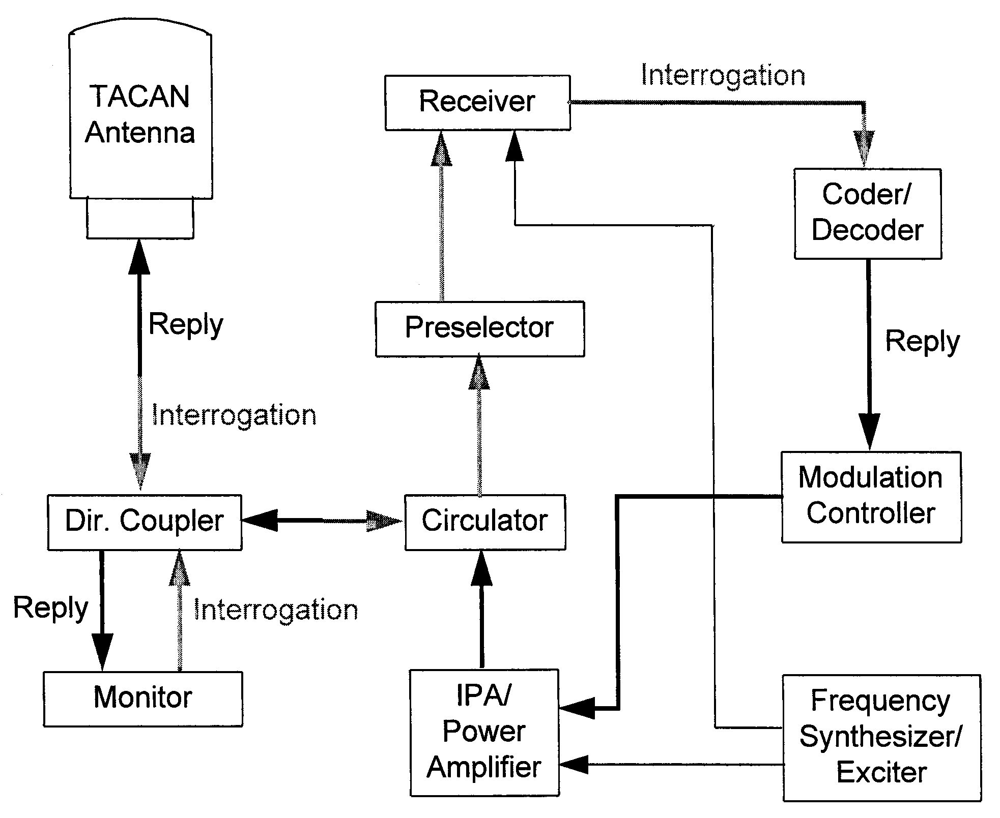 TACAN
Antenna
Receiver
Interrogation
Coder/
Decoder
Reply
Preselector
Reply
Interrogation
Modulation
Controller
Dir. Coupler
Circulator
Reply
Interrogation
Monitor
IPA/
Power
Amplifier
Frequency
Synthesizer/
Exciter